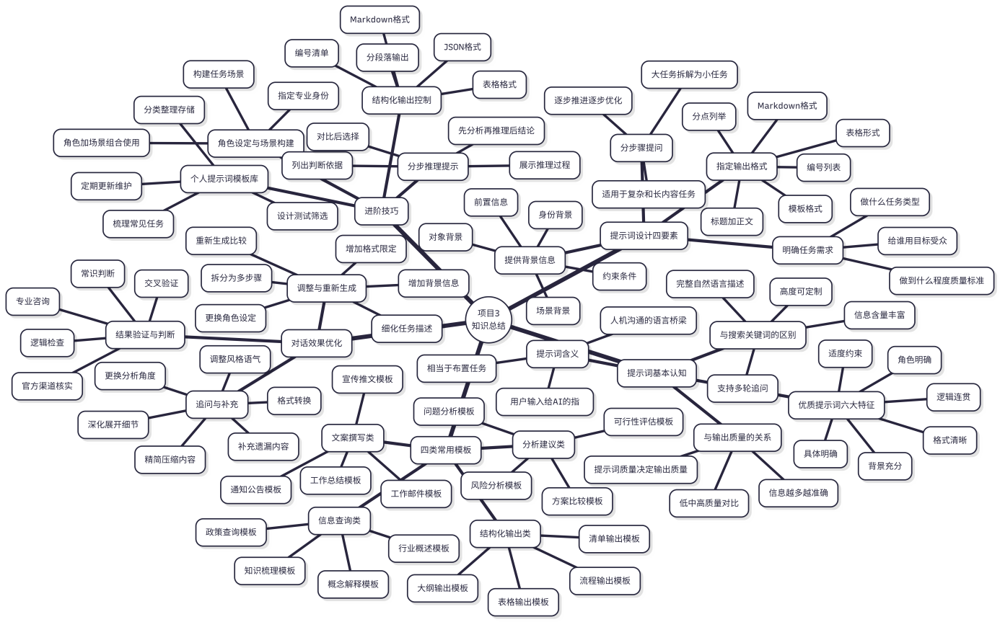 Markdown格式
编号清单
分段落输出
JSON格式
构建任务场景
指定专业身份
结构化输出控制
表格格式
大任务拆解为小任务
逐步推进逐步优化
分类整理存储
分点列举
Markdown格式
角色加场景组合使用
角色设定与场景构建
对比后选择
先分析再推理后结论
表格形式
分步骤提问
列出判断依据
分步推理提示
展示推理过程
指定输出格式
编号列表
定期更新维护
个人提示词模板库
适用于复杂和长内容任务
梳理常见任务
设计测试筛选
进阶技巧
前置信息
身份背景
标题加正文
模板格式
做什么任务类型
重新生成比较
增加格式限定
对象背景
提示词设计四要素
给谁用目标受众
提供背景信息
明确任务需求
常识判断
交叉验证
拆分为多步骤
调整与重新生成
增加背景信息
约束条件
做到什么程度质量标准
专业咨询
更换角色设定
细化任务描述
项目3
知识总结
场景背景
完整自然语言描述
高度可定制
人机沟通的语言桥梁
信息含量丰富
逻辑检查
结果验证与判断
对话效果优化
与搜索关键词的区别
官方渠道核实
调整风格语气
更换分析角度
相当于布置任务
提示词含义
提示词基本认知
适度约束
角色明确
宣传推文模板
支持多轮追问
逻辑连贯
追问与补充
格式转换
用户输入给AI的指
优质提示词六大特征
深化展开细节
问题分析模板
可行性评估模板
文案撰写类
分析建议类
与输出质量的关系
格式清晰
精简压缩内容
补充遗漏内容
四类常用模板
具体明确
背景充分
通知公告模板
工作总结模板
工作邮件模板
风险分析模板
方案比较模板
提示词质量决定输出质量
低中高质量对比
信息越多越准确
信息查询类
政策查询模板
结构化输出类
清单输出模板
知识梳理模板
行业概述模板
概念解释模板
大纲输出模板
流程输出模板
表格输出模板